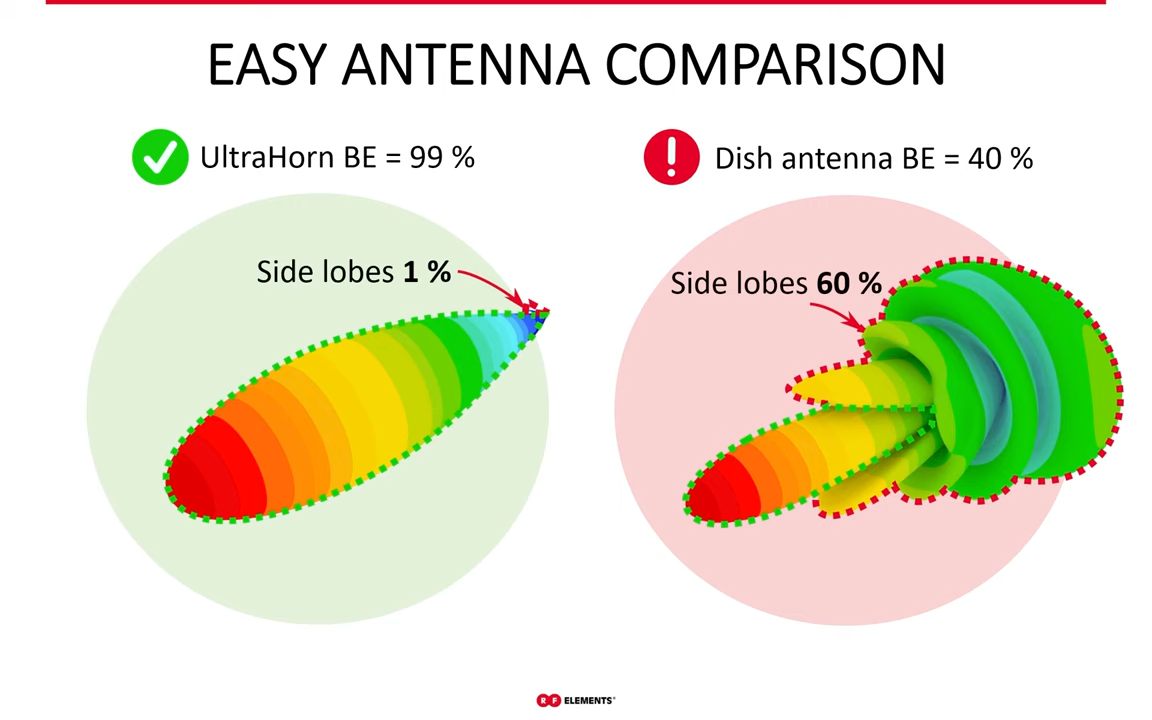 EASY ANTENNA COMPARISON
UltraHorn BE = 99 %
Dish antenna BE = 40 %
Side lobes 1 %
Side lobes 60 %
RF ELEMENTS